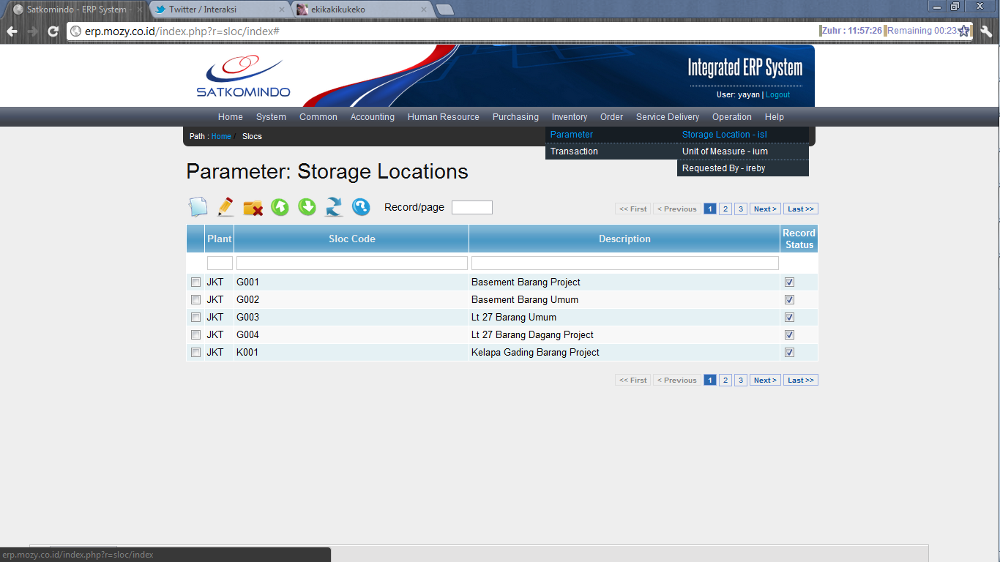 Satkomindo - ERP System -
Twitter / Interaksi
ekikakikukeko
erp.mozy.co.id/index.php?r=sloc/index#
Zuhr : 11:57:26
Remaining 00:23
SATKOMINDO
Integrated ERP System
User: yayan | Logout
Home System Common Accounting Human Resource Purchasing Inventory Order Service Delivery Operation Help
Path : Home / Slocs
Parameter
Storage Location - isl
Transaction
Unit of Measure - ium
Requested By - ireby
Parameter: Storage Locations
Record/page
<< First < Previous 1 2 3 Next > Last >>
Plant Sloc Code Description Record Status
JKT G001 Basement Barang Project
JKT G002 Basement Barang Umum
JKT G003 Lt 27 Barang Umum
JKT G004 Lt 27 Barang Dagang Project
JKT K001 Kelapa Gading Barang Project
<< First < Previous 1 2 3 Next > Last >>
erp.mozy.co.id/index.php?r=sloc/index